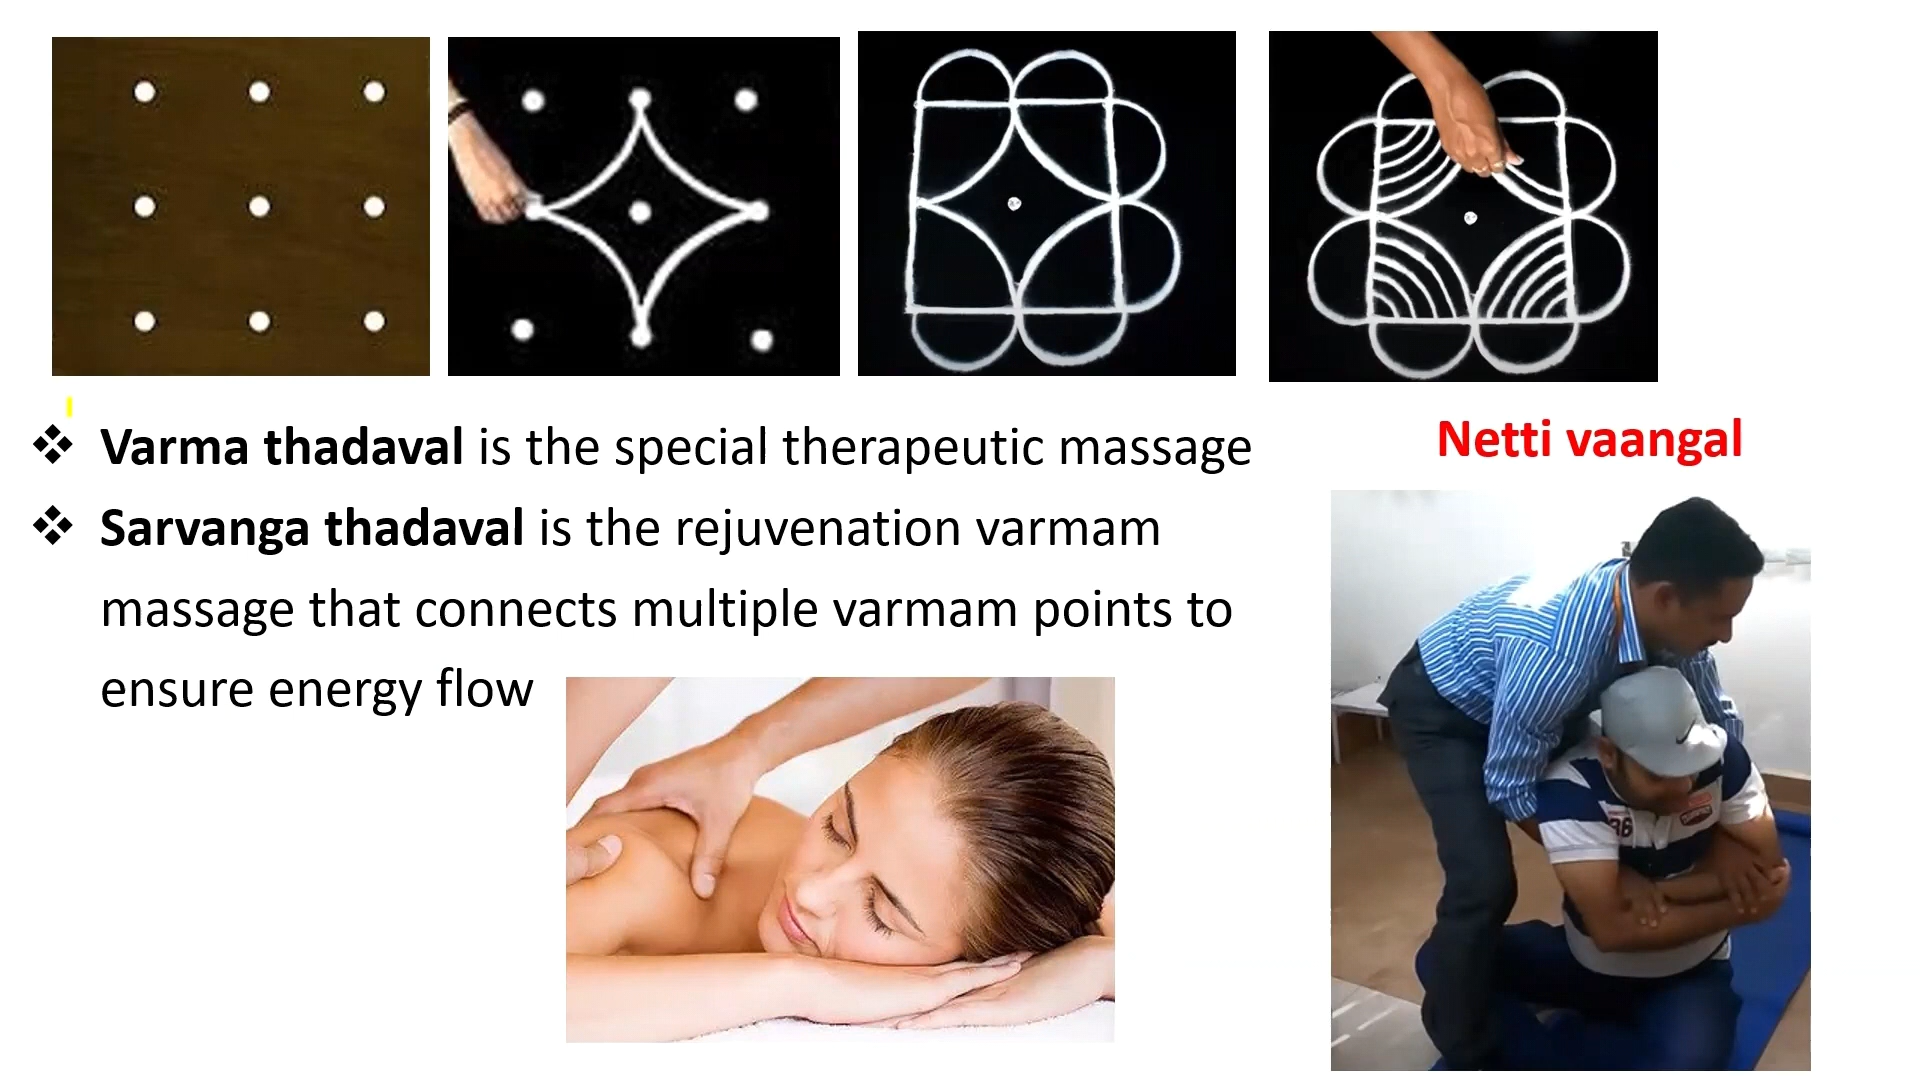 ❖ Varma thadaval is the special therapeutic massage
❖ Sarvanga thadaval is the rejuvenation varmam
massage that connects multiple varmam points to
ensure energy flow
Netti vaangal